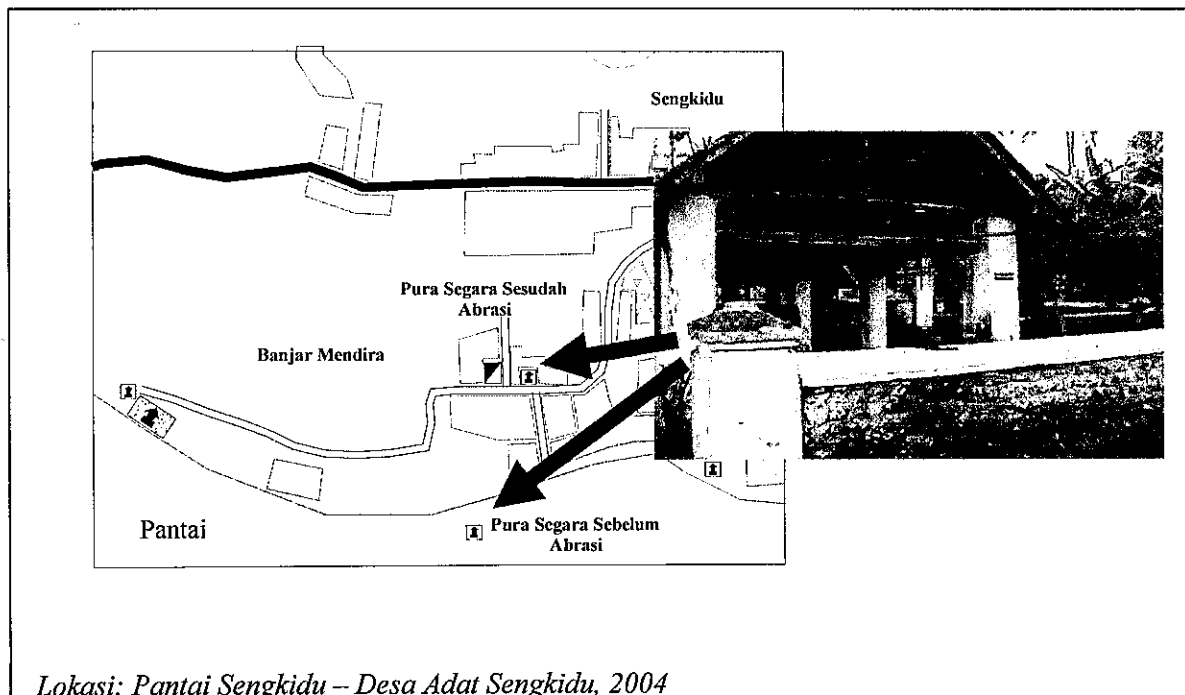 Sengkidu
Pura Segara Sesudah
Abrasi
Banjar Mendira
Pantai
Pura Segara Sebelum
Abrasi
Lokasi: Pantai Sengkidu – Desa Adat Sengkidu, 2004